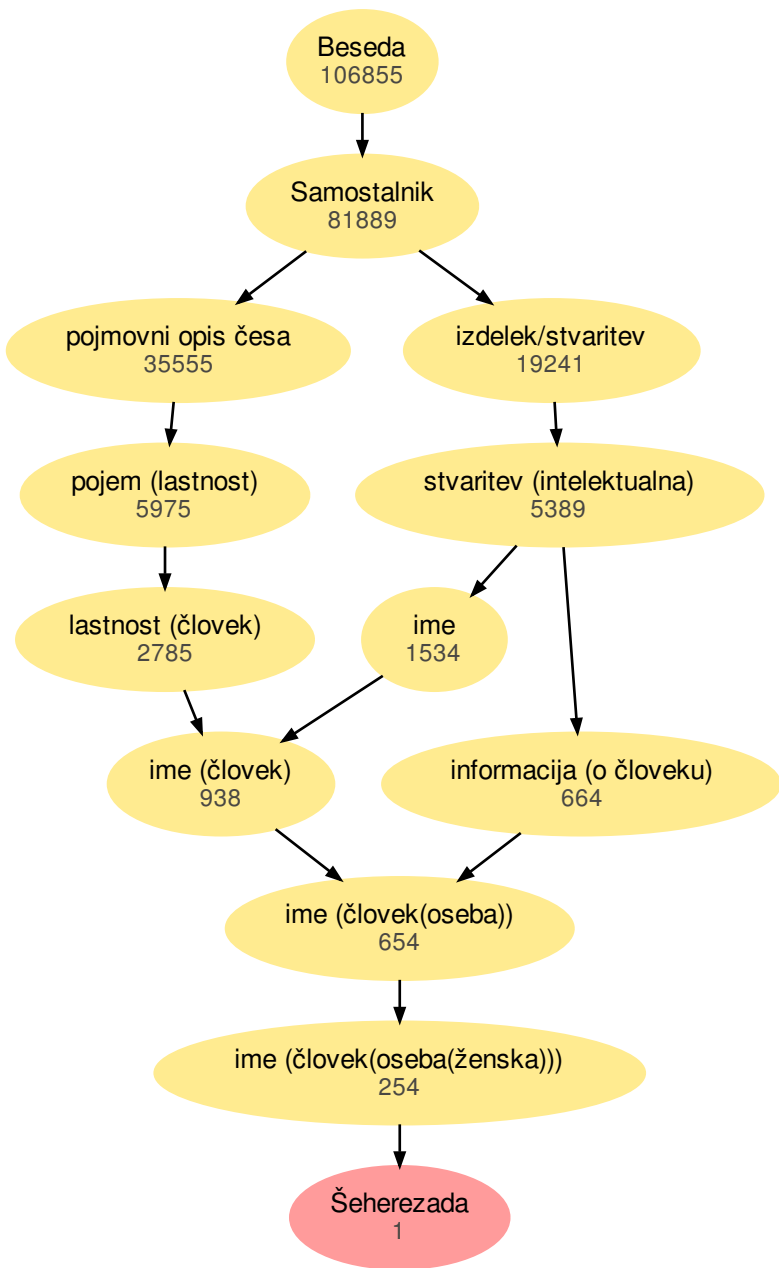 Beseda
106855
Samostalnik
81889
pojmovni opis česa
35555
izdelek/stvaritev
19241
pojem (lastnost)
5975
stvaritev (intelektualna)
5389
lastnost (človek)
2785
ime
1534
ime (človek)
938
informacija (o človeku)
664
ime (človek(oseba))
654
ime (človek(oseba(ženska)))
254
Šeherezada
1